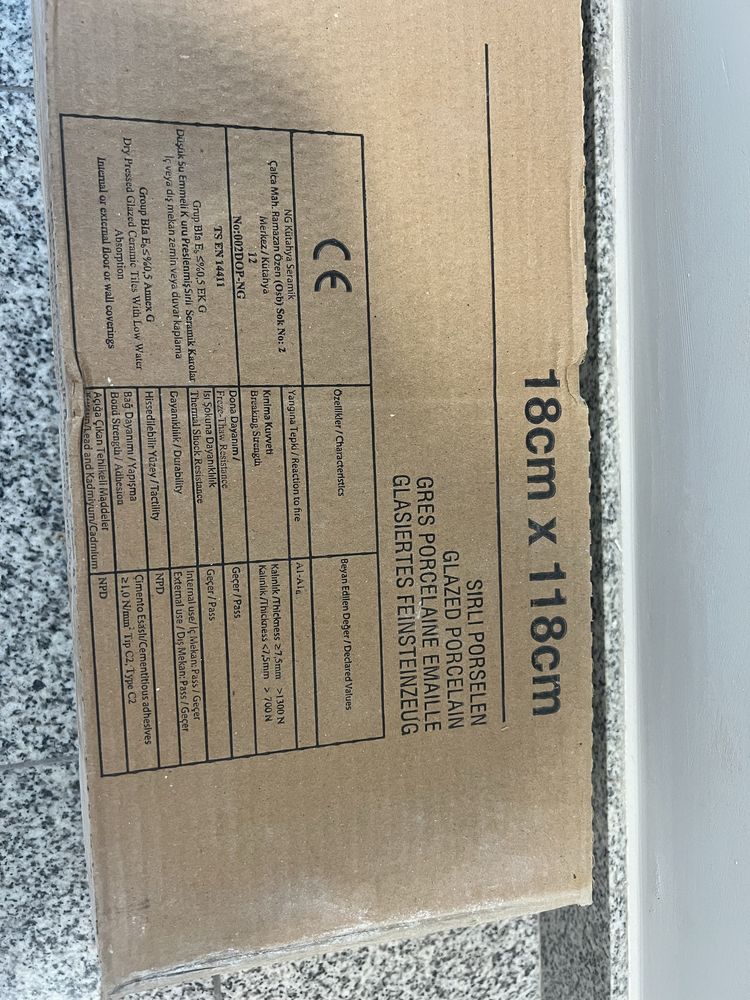 18cm x 118cm
SIRLI PORSELEN
GLAZED PORCELAIN
GRES PORCELAINE EMAILLE
GLASIERTES FEINSTEINZEUG
CE
NG Kütahya Seramik
Çalca Mah. Ramazan Özen (Osb) Sok No: 2
Merkez / Kütahya
12
No:002DOP-NG
TS EN 14411
Grup BIa Eb ≤%0,5 EK G
Düşük Su Emmeli Kuru Preslenmiş Sırlı Seramik Karolar
İç veya dış mekan zemin veya duvar kaplama
Group BIa Eb≤%0,5 Annex G
Dry Pressed Glazed Ceramic Tiles With Low Water
Absorption
Internal or external floor or wall coverings
Özellikler / Characteristics
Beyan Edilen Değer / Declared Values
Yangına Tepki / Reaction to fire
A1-A1fl
Kırılma Kuvveti
Breaking Strength
Kalınlık /Thickness ≥7,5mm >1300 N
Kalınlık /Thickness <7,5mm > 700 N
Dona Dayanım /
Freze-Thaw Resistance
Geçer / Pass
Isı Şokuna Dayanıklılık
Thermal Shock Resistance
Geçer / Pass
Dayanıklılık / Durability
Internal use/ İç Mekan: Pass / Geçer
External use / Dış Mekan: Pass / Geçer
Hissedilebilir Yüzey / Tactility
NPD
Bağ Dayanımı / Yapışma
Bond Strength / Adhesion
Çimento Esaslı/Cementitious adhesives
≥1,0 N/mm² Tip C2, Type C2
Açığa Çıkan Tehlikeli Maddeler
Kurşun/Lead and Kadmiyum/Cadmium
NPD